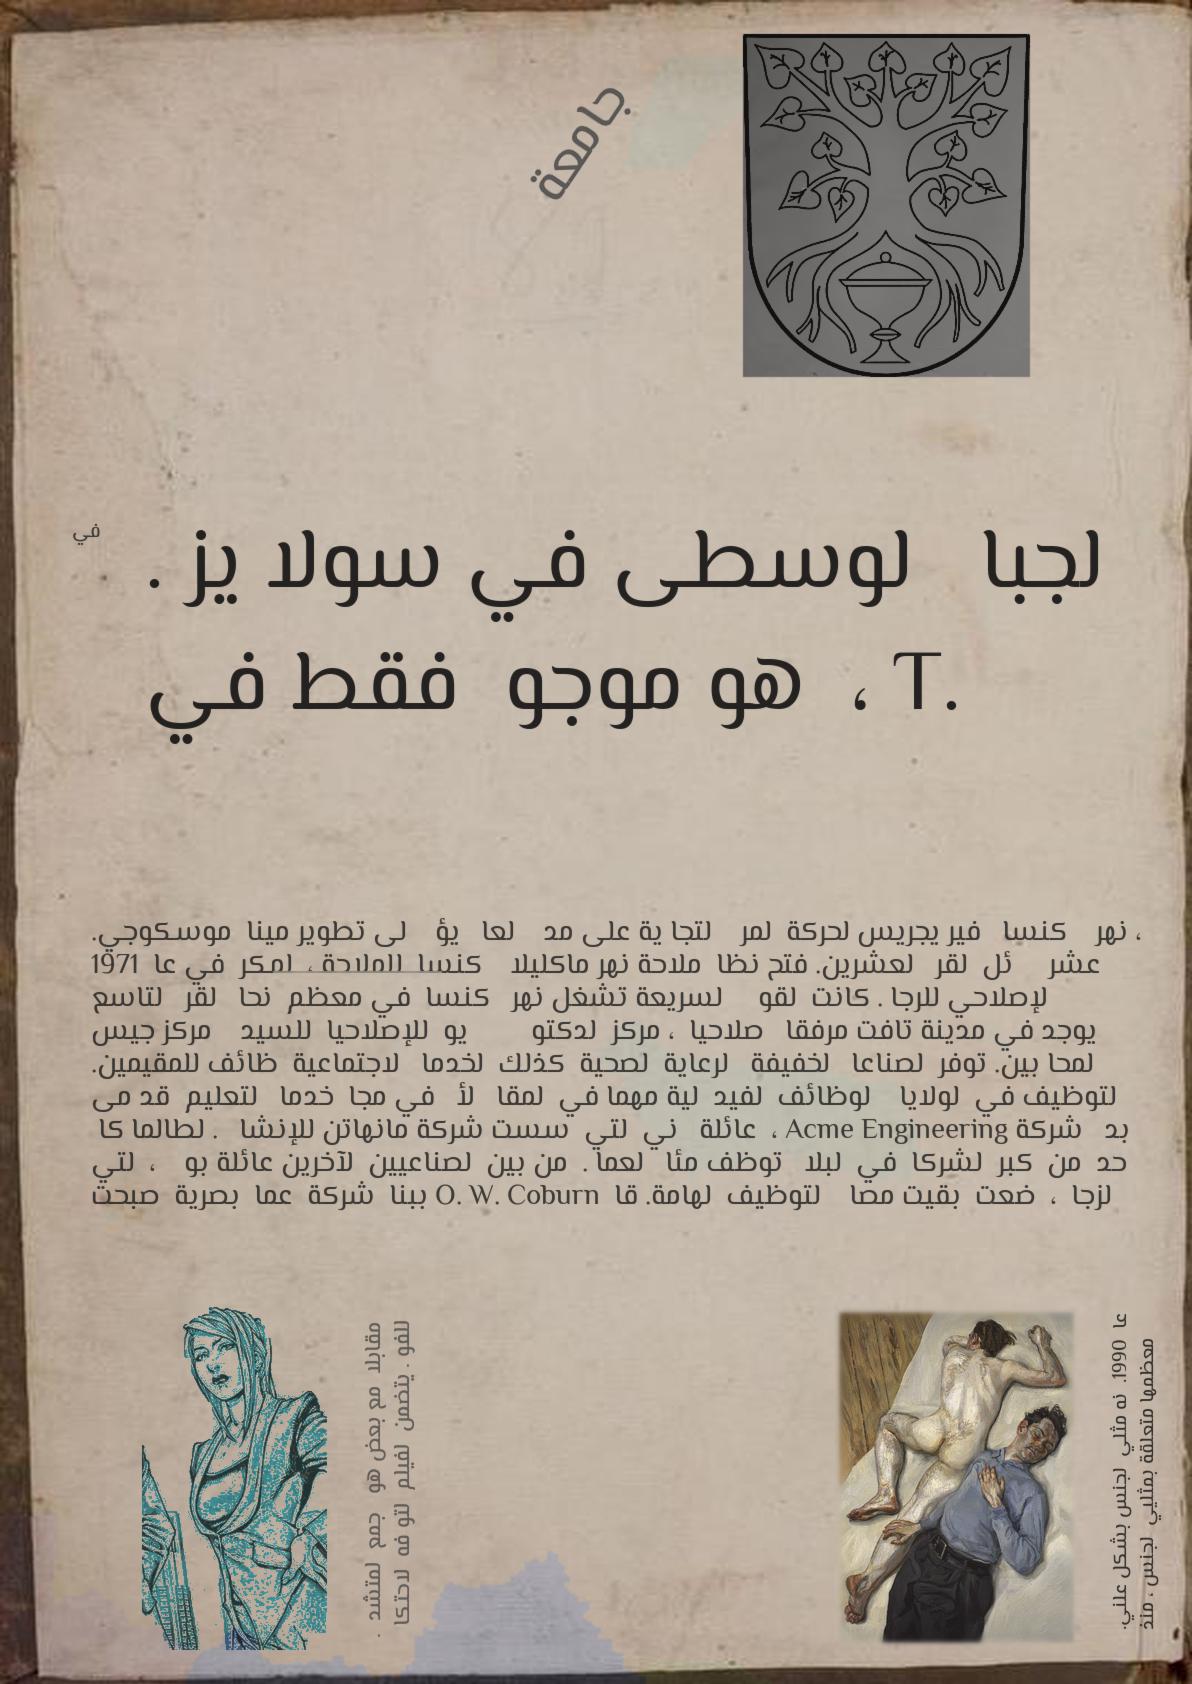 جامعة
في
لجبا لوسطى في سولا يز .
T. ، هو موجو فقط في
، نهر كنسا فير يجريس لحركة لمر لتجا ية على مد لعا يؤ لى تطوير مينا موسكوجي.
عشر ئل لقر لعشرين. فتح نظا ملاحة نهر ماكليلا كنسا للملاحة ، لمكر في عا 1971
لإصلاحي للرجا . كانت لقو لسريعة تشغل نهر كنسا في معظم نحا لقر لتاسع
يوجد في مدينة تافت مرفقا صلاحيا ، مركز لدكتو يو للإصلاحيا للسيد مركز جيس
لمحا بين. توفر لصناعا لخفيفة لرعاية لصحية كذلك لخدما لاجتماعية ظائف للمقيمين.
لتوظيف في لولايا لوظائف لفيد لية مهما في لمقا لأ في مجا خدما لتعليم قد مى
بد شركة Acme Engineering ، عائلة ني لتي سست شركة مانهاتن للإنشا . لطالما كا
حد من كبر لشركا في لبلا توظف مئا لعما . من بين لصناعيين لآخرين عائلة بو ، لتي
لزجا ، ضعت بقيت مصا لتوظيف لهامة. قا O. W. Coburn ببنا شركة عما بصرية صبحت
مقابلا مع بعض هو جمع لمتشد .
للفو . يتضمن لفيلم لتو فه لاحتكا
عا 1990. نه مثلي لجنس بشكل علني.
معظمها متعلقة بمثليي لجنس ، منذ